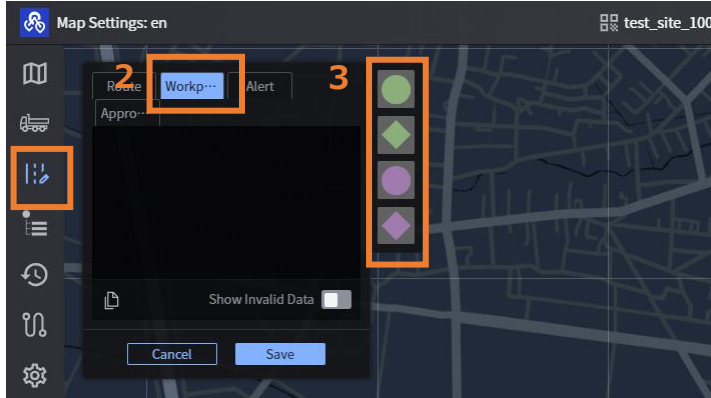 Map Settings: en
test_site_100
2
3
Route
Workp...
Alert
Appro...
Show Invalid Data
Cancel
Save